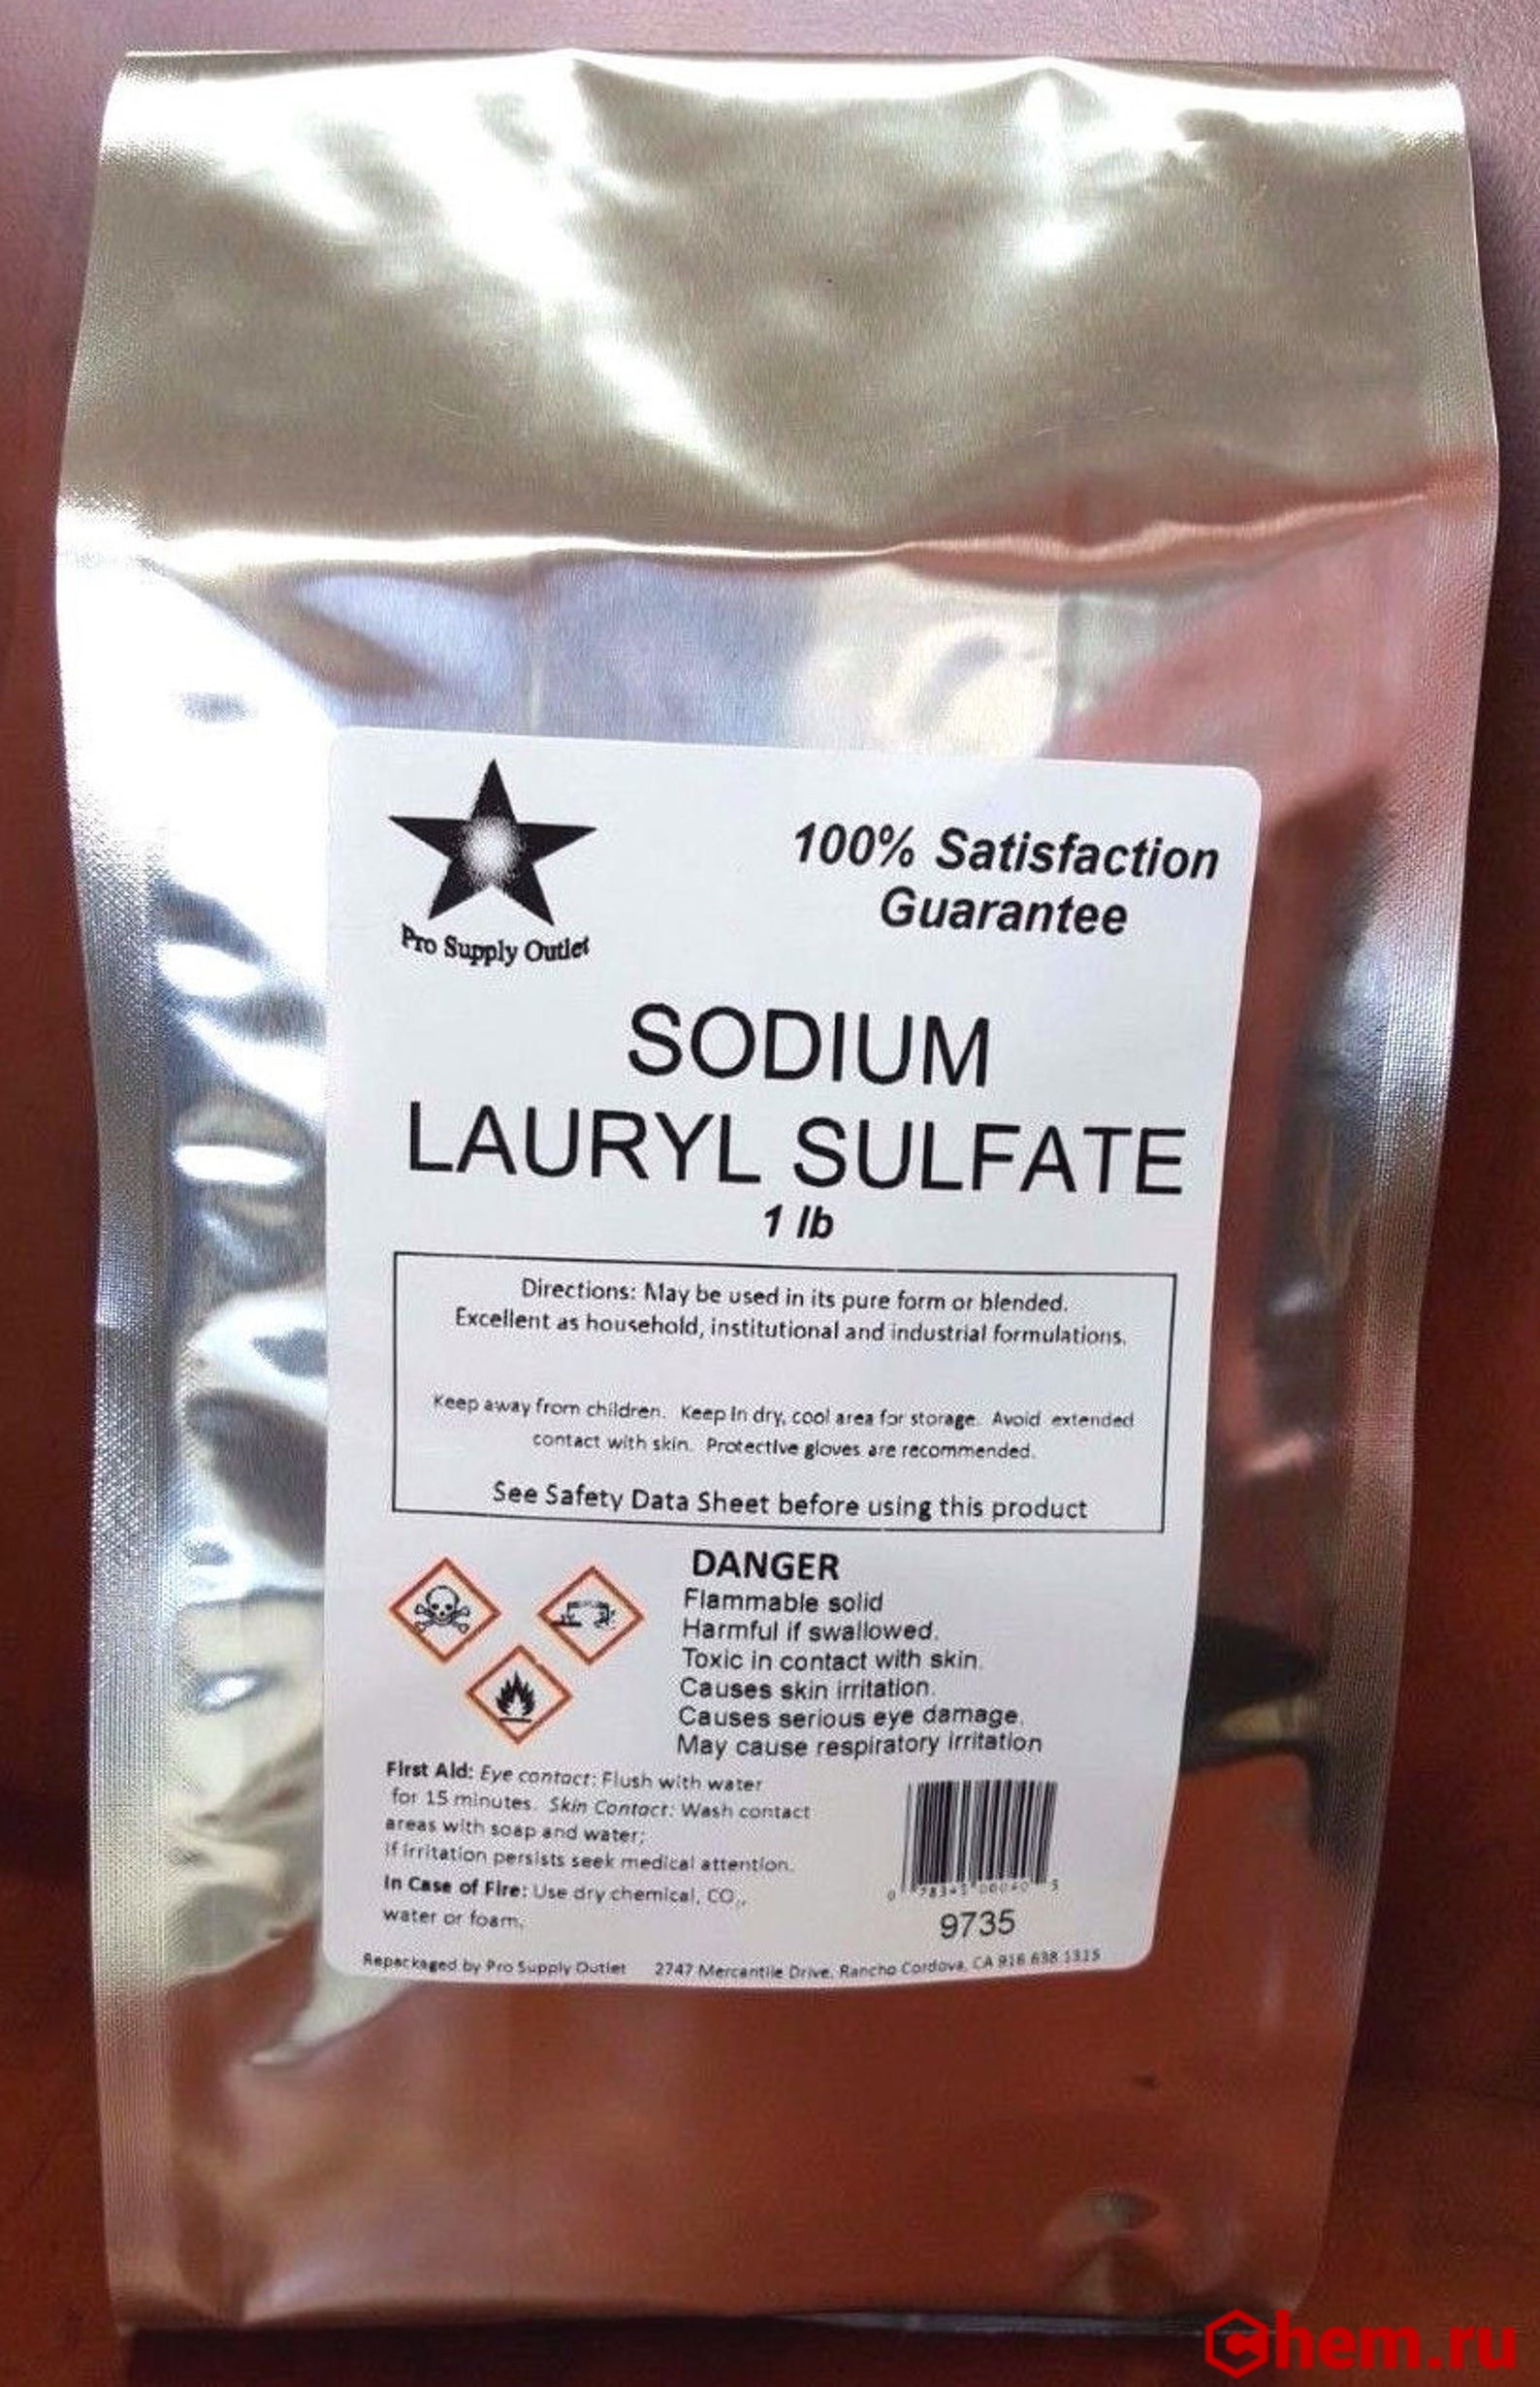 Pro Supply Outlet
100% Satisfaction
Guarantee
SODIUM
LAURYL SULFATE
1 lb
Directions: May be used in its pure form or blended.
Excellent as household, institutional and industrial formulations.
Keep away from children. Keep in dry, cool area for storage. Avoid extended
contact with skin. Protective gloves are recommended.
See Safety Data Sheet before using this product
DANGER
Flammable solid
Harmful if swallowed.
Toxic in contact with skin.
Causes skin irritation.
Causes serious eye damage.
May cause respiratory irritation
First Aid: Eye contact: Flush with water
for 15 minutes. Skin Contact: Wash contact
areas with soap and water;
if irritation persists seek medical attention.
In Case of Fire: Use dry chemical, CO₂,
water or foam.
9735
Repackaged by Pro Supply Outlet 2747 Mercantile Drive, Rancho Cordova, CA 916 638 1315
Chem.ru